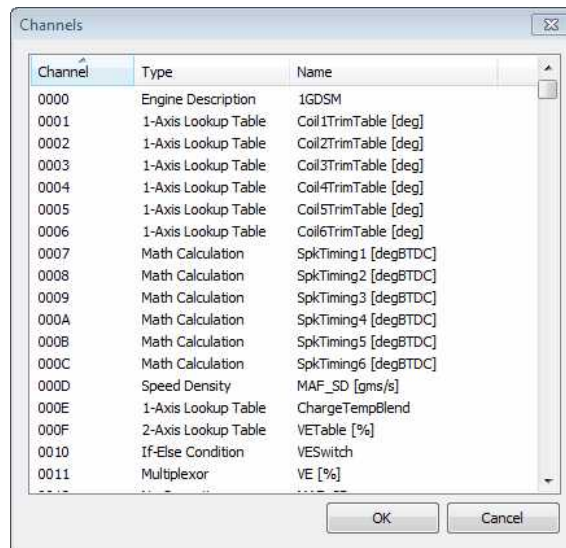 Channels
Channel Type Name
0000 Engine Description 1GDSM
0001 1-Axis Lookup Table Coil1TrimTable [deg]
0002 1-Axis Lookup Table Coil2TrimTable [deg]
0003 1-Axis Lookup Table Coil3TrimTable [deg]
0004 1-Axis Lookup Table Coil4TrimTable [deg]
0005 1-Axis Lookup Table Coil5TrimTable [deg]
0006 1-Axis Lookup Table Coil6TrimTable [deg]
0007 Math Calculation SpkTiming1 [degBTDC]
0008 Math Calculation SpkTiming2 [degBTDC]
0009 Math Calculation SpkTiming3 [degBTDC]
000A Math Calculation SpkTiming4 [degBTDC]
000B Math Calculation SpkTiming5 [degBTDC]
000C Math Calculation SpkTiming6 [degBTDC]
000D Speed Density MAF_SD [gms/s]
000E 1-Axis Lookup Table ChargeTempBlend
000F 2-Axis Lookup Table VETable [%]
0010 If-Else Condition VESwitch
0011 Multiplexor VE [%]
OK Cancel